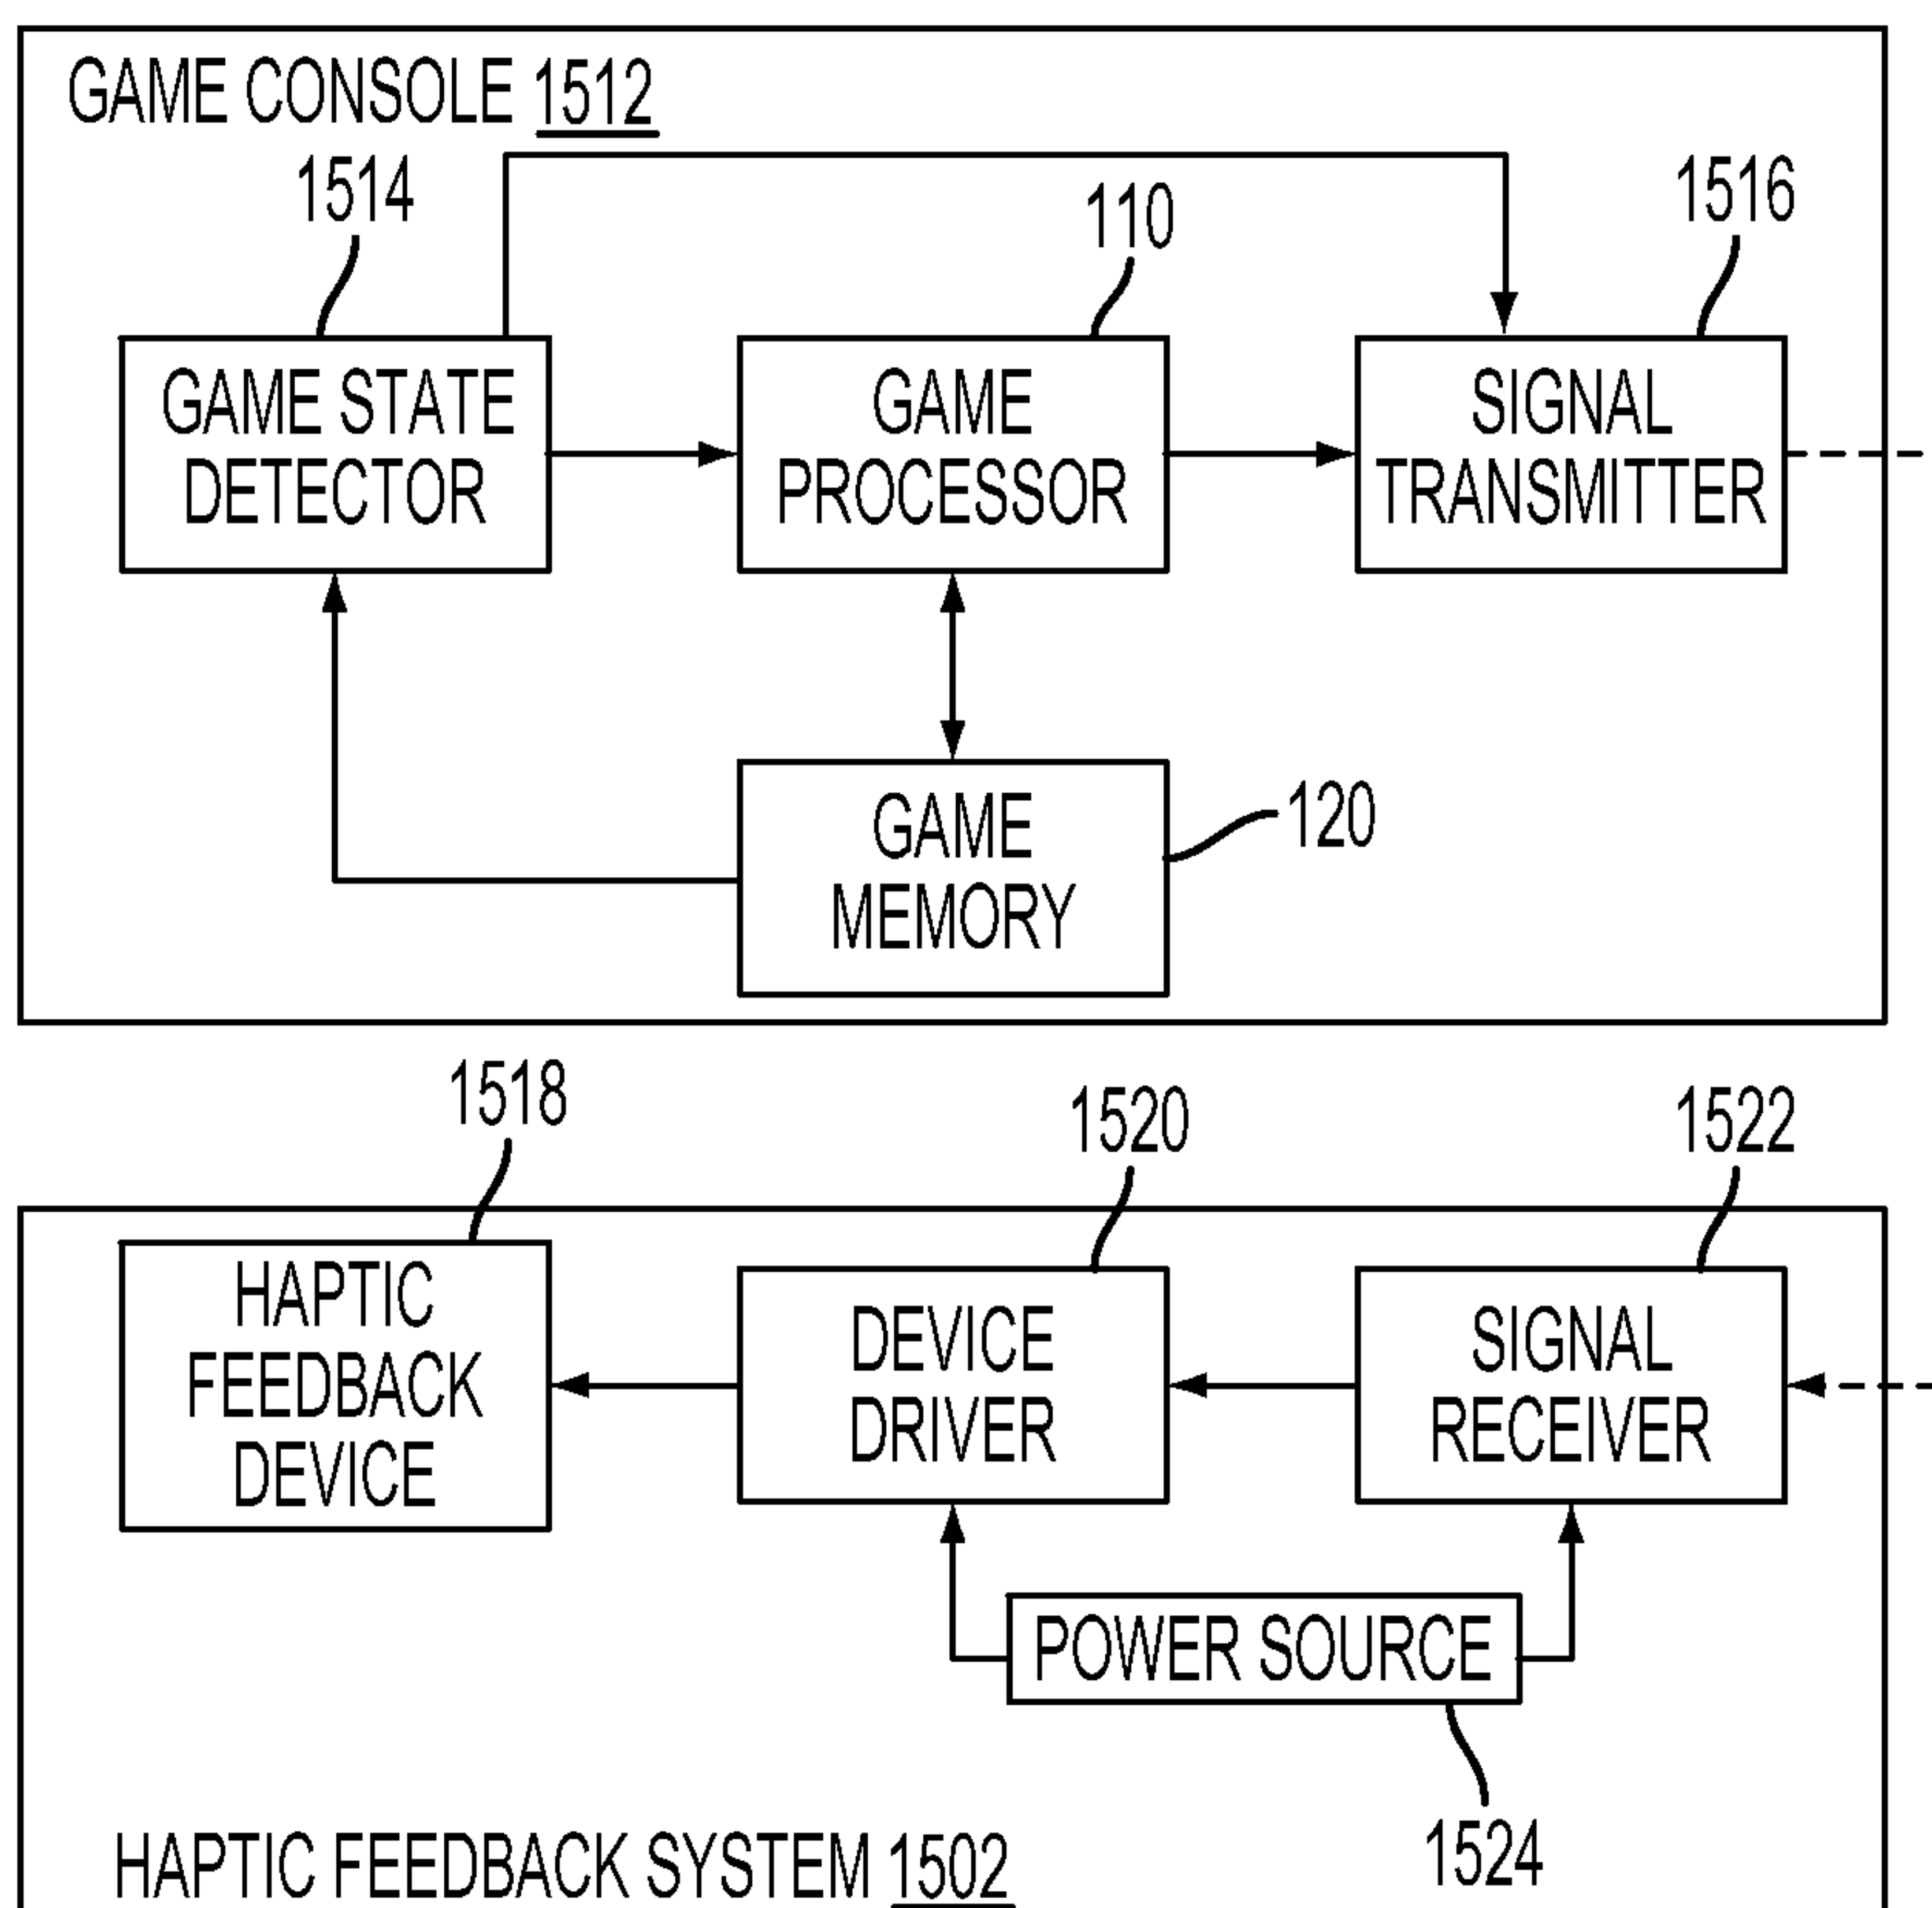 GAME CONSOLE 1512
1514
110
1516
GAME STATE
DETECTOR
GAME
PROCESSOR
SIGNAL
TRANSMITTER
GAME
MEMORY
120
1518
1520
1522
HAPTIC
FEEDBACK
DEVICE
DEVICE
DRIVER
SIGNAL
RECEIVER
POWER SOURCE
1524
HAPTIC FEEDBACK SYSTEM 1502